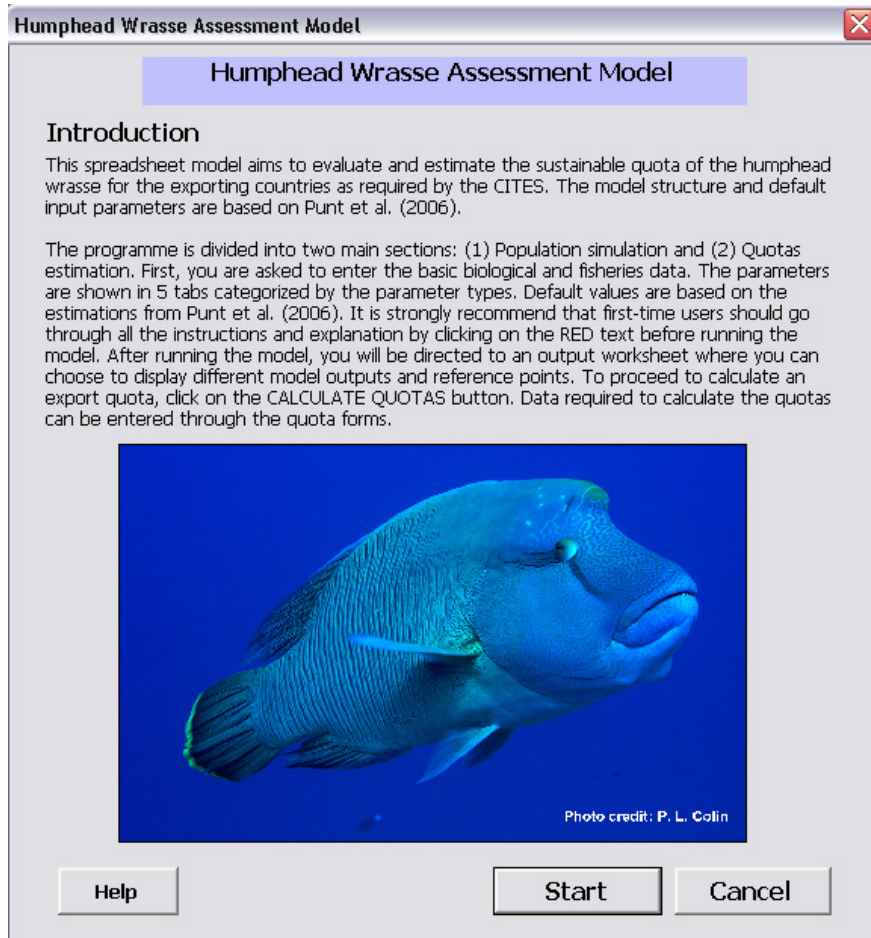 Humphead Wrasse Assessment Model
Humphead Wrasse Assessment Model
Introduction
This spreadsheet model aims to evaluate and estimate the sustainable quota of the humphead
wrasse for the exporting countries as required by the CITES. The model structure and default
input parameters are based on Punt et al. (2006).
The programme is divided into two main sections: (1) Population simulation and (2) Quotas
estimation. First, you are asked to enter the basic biological and fisheries data. The parameters
are shown in 5 tabs categorized by the parameter types. Default values are based on the
estimations from Punt et al. (2006). It is strongly recommend that first-time users should go
through all the instructions and explanation by clicking on the RED text before running the
model. After running the model, you will be directed to an output worksheet where you can
choose to display different model outputs and reference points. To proceed to calculate an
export quota, click on the CALCULATE QUOTAS button. Data required to calculate the quotas
can be entered through the quota forms.
Photo credit: P. L. Colin
Help Start Cancel